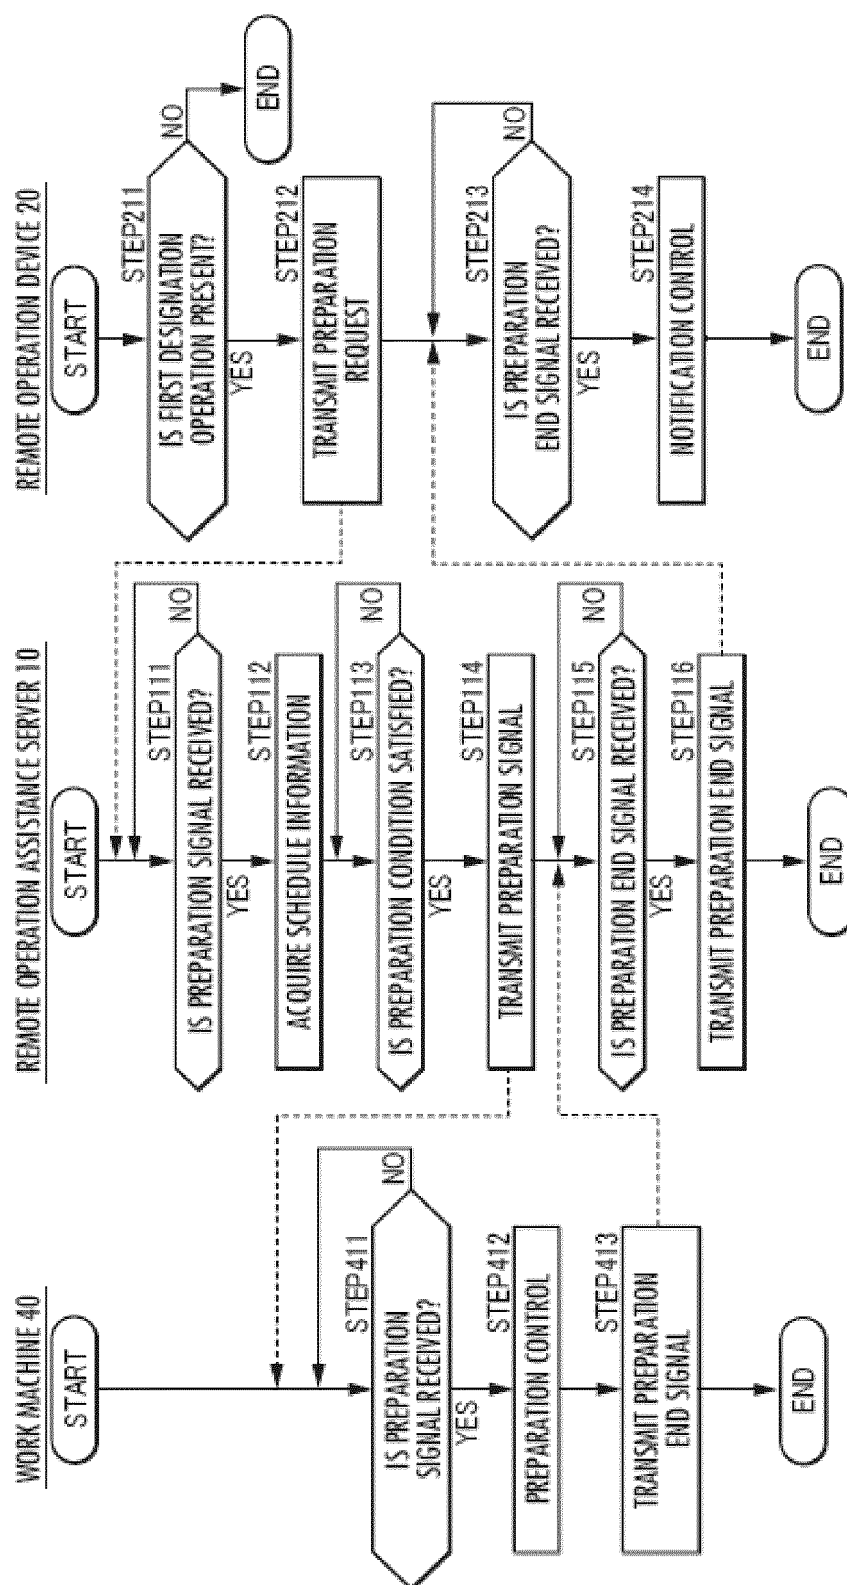 WORK MACHINE 40
START
STEP411
IS PREPARATION
SIGNAL RECEIVED?
NO
YES
STEP412
PREPARATION CONTROL
STEP413
TRANSMIT PREPARATION
END SIGNAL
END
REMOTE OPERATION ASSISTANCE SERVER 10
START
STEP111
IS PREPARATION SIGNAL RECEIVED?
NO
YES
STEP112
ACQUIRE SCHEDULE INFORMATION
STEP113
IS PREPARATION CONDITION SATISFIED?
NO
YES
STEP114
TRANSMIT PREPARATION SIGNAL
STEP115
IS PREPARATION END SIGNAL RECEIVED?
NO
YES
STEP116
TRANSMIT PREPARATION END SIGNAL
END
REMOTE OPERATION DEVICE 20
START
STEP211
IS FIRST DESIGNATION
OPERATION PRESENT?
NO
END
YES
STEP212
TRANSMIT PREPARATION
REQUEST
STEP213
IS PREPARATION
END SIGNAL RECEIVED?
NO
YES
STEP214
NOTIFICATION CONTROL
END